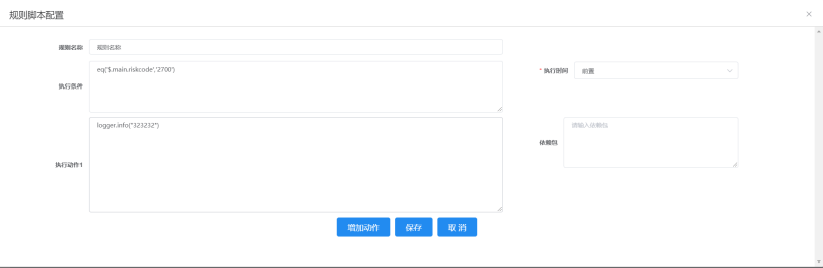 规则脚本配置
规则名称 规则名称
执行条件 eq('$.main.riskcode','2700')
* 执行时间 前置
执行动作1 logger.info("323232")
依赖包 请输入依赖包
增加动作 保存 取 消